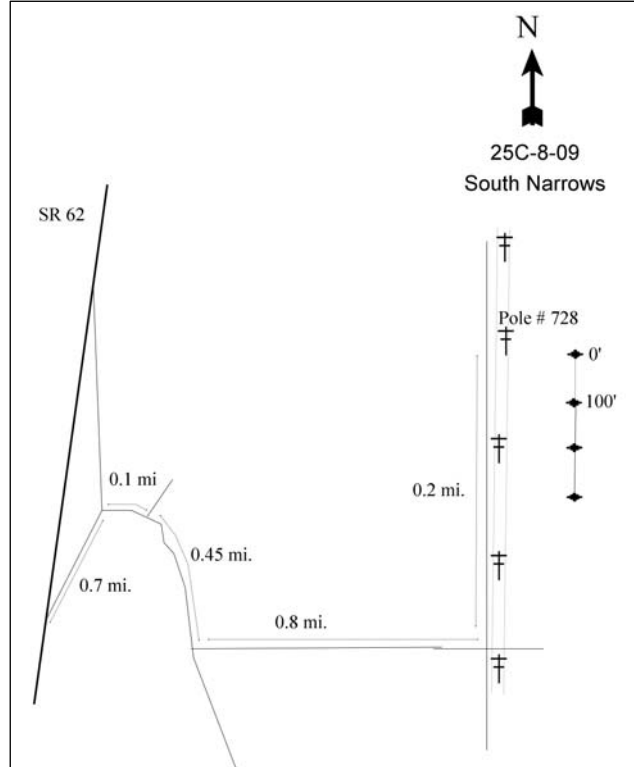 N
25C-8-09
South Narrows
SR 62
Pole # 728
0'
100'
0.1 mi
0.2 mi.
0.45 mi.
0.7 mi.
0.8 mi.